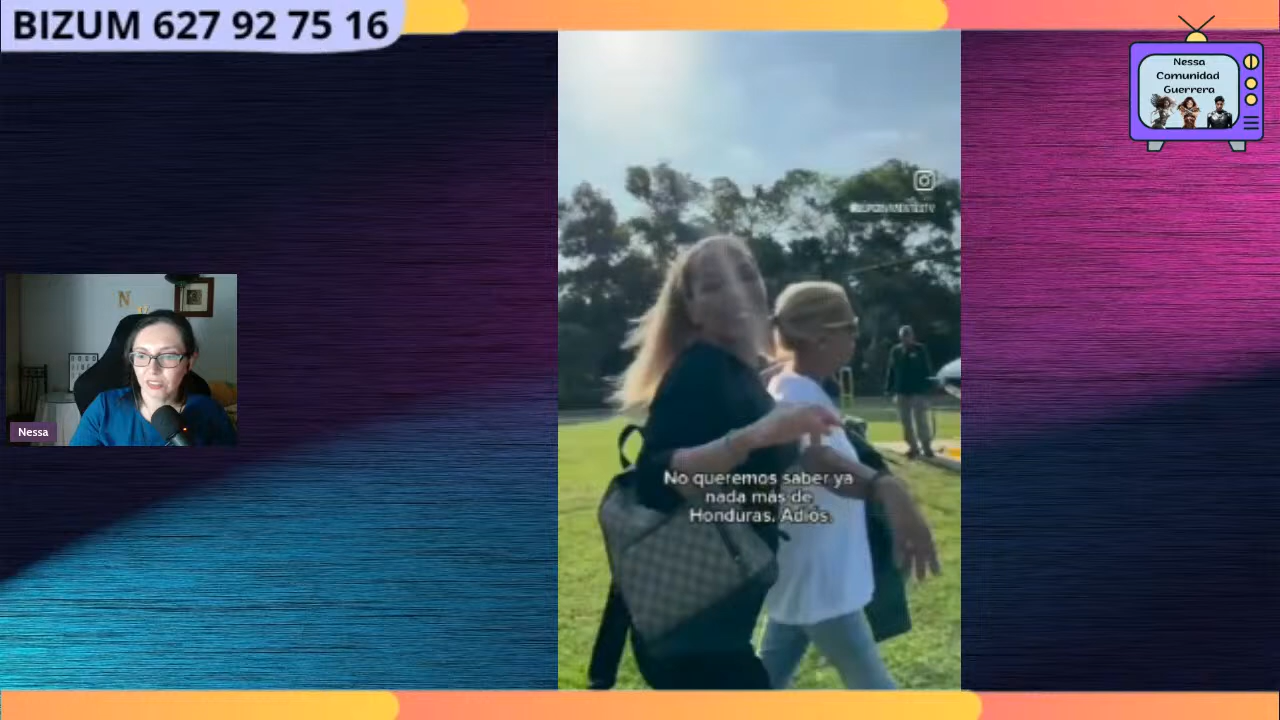 BIZUM 627 92 75 16
Nessa
Comunidad
Guerrera
N
Nessa
No queremos saber ya
nada más de
Honduras. Adiós.